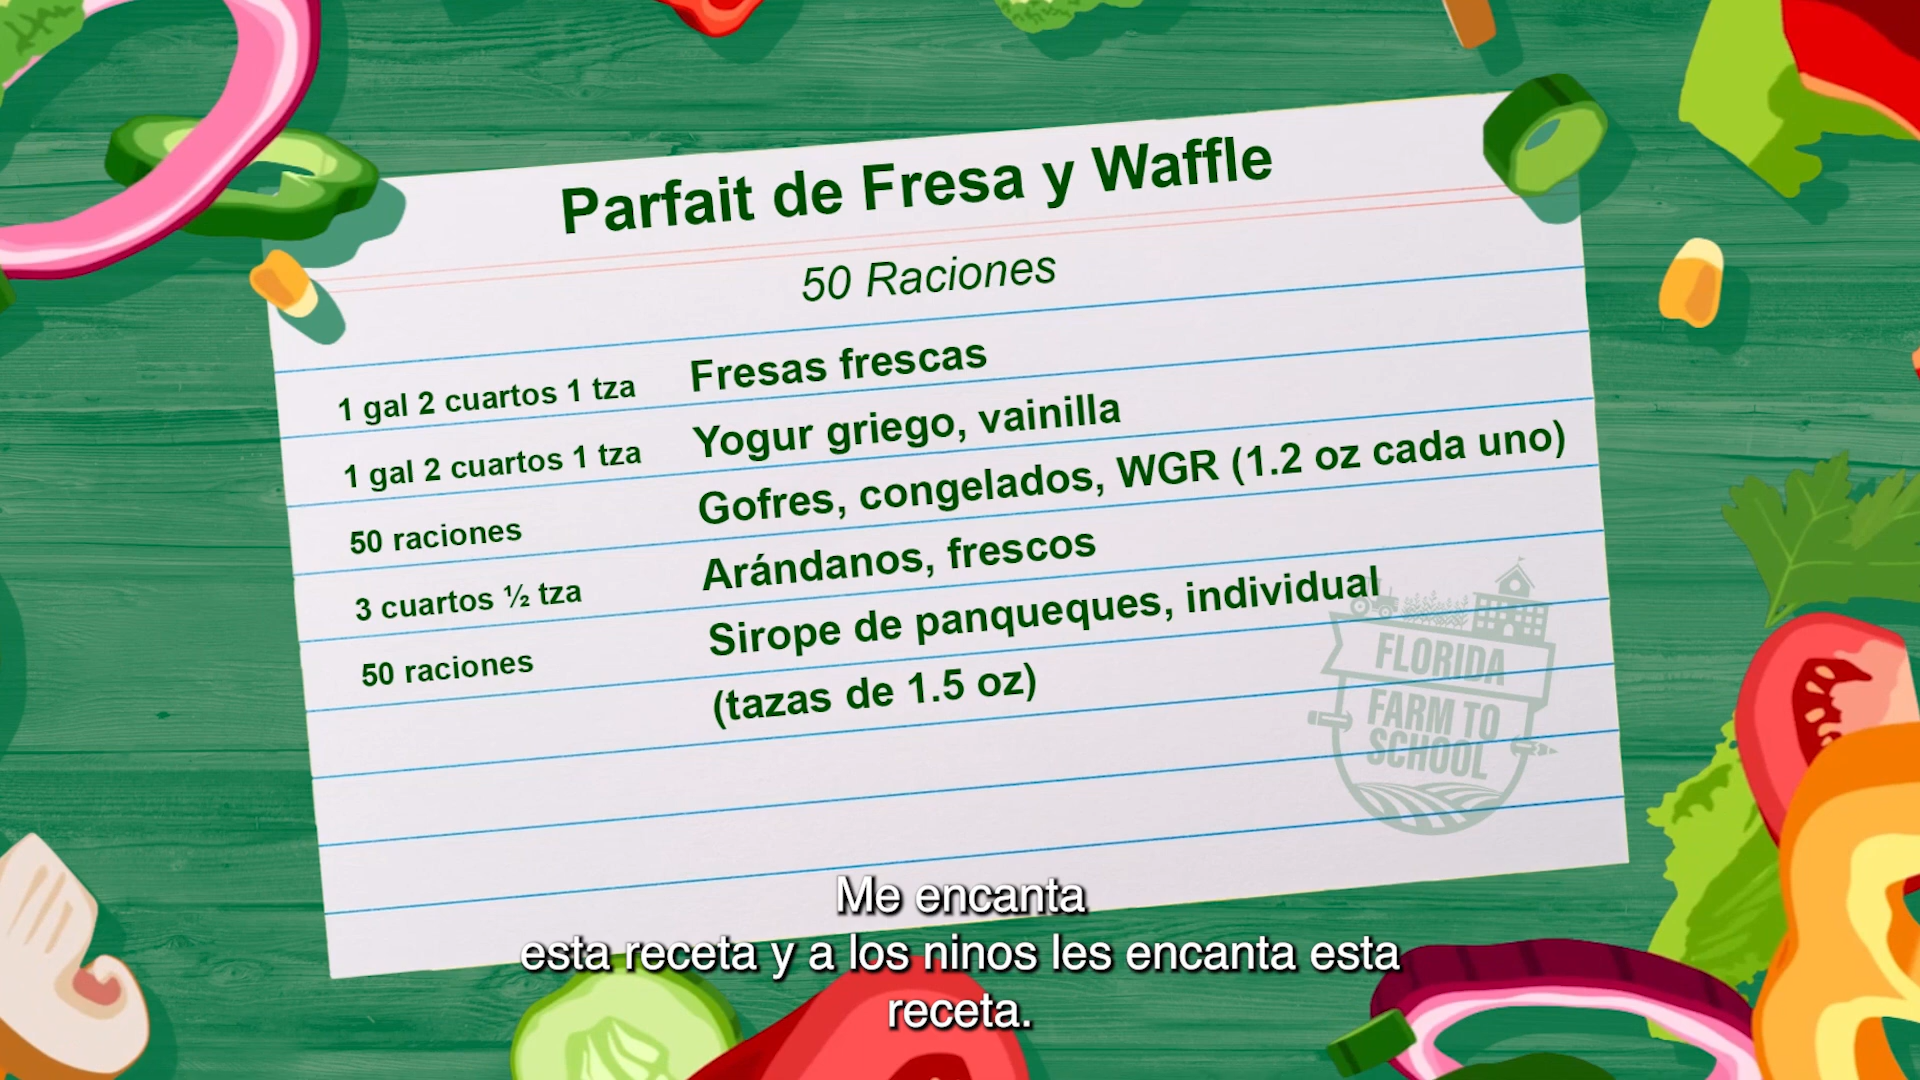 Parfait de Fresa y Waffle
50 Raciones
1 gal 2 cuartos 1 tza Fresas frescas
1 gal 2 cuartos 1 tza Yogur griego, vainilla
50 raciones Gofres, congelados, WGR (1.2 oz cada uno)
3 cuartos ½ tza Arándanos, frescos
50 raciones Sirope de panqueques, individual
(tazas de 1.5 oz)
FLORIDA
FARM TO
SCHOOL
Me encanta
esta receta y a los ninos les encanta esta
receta.